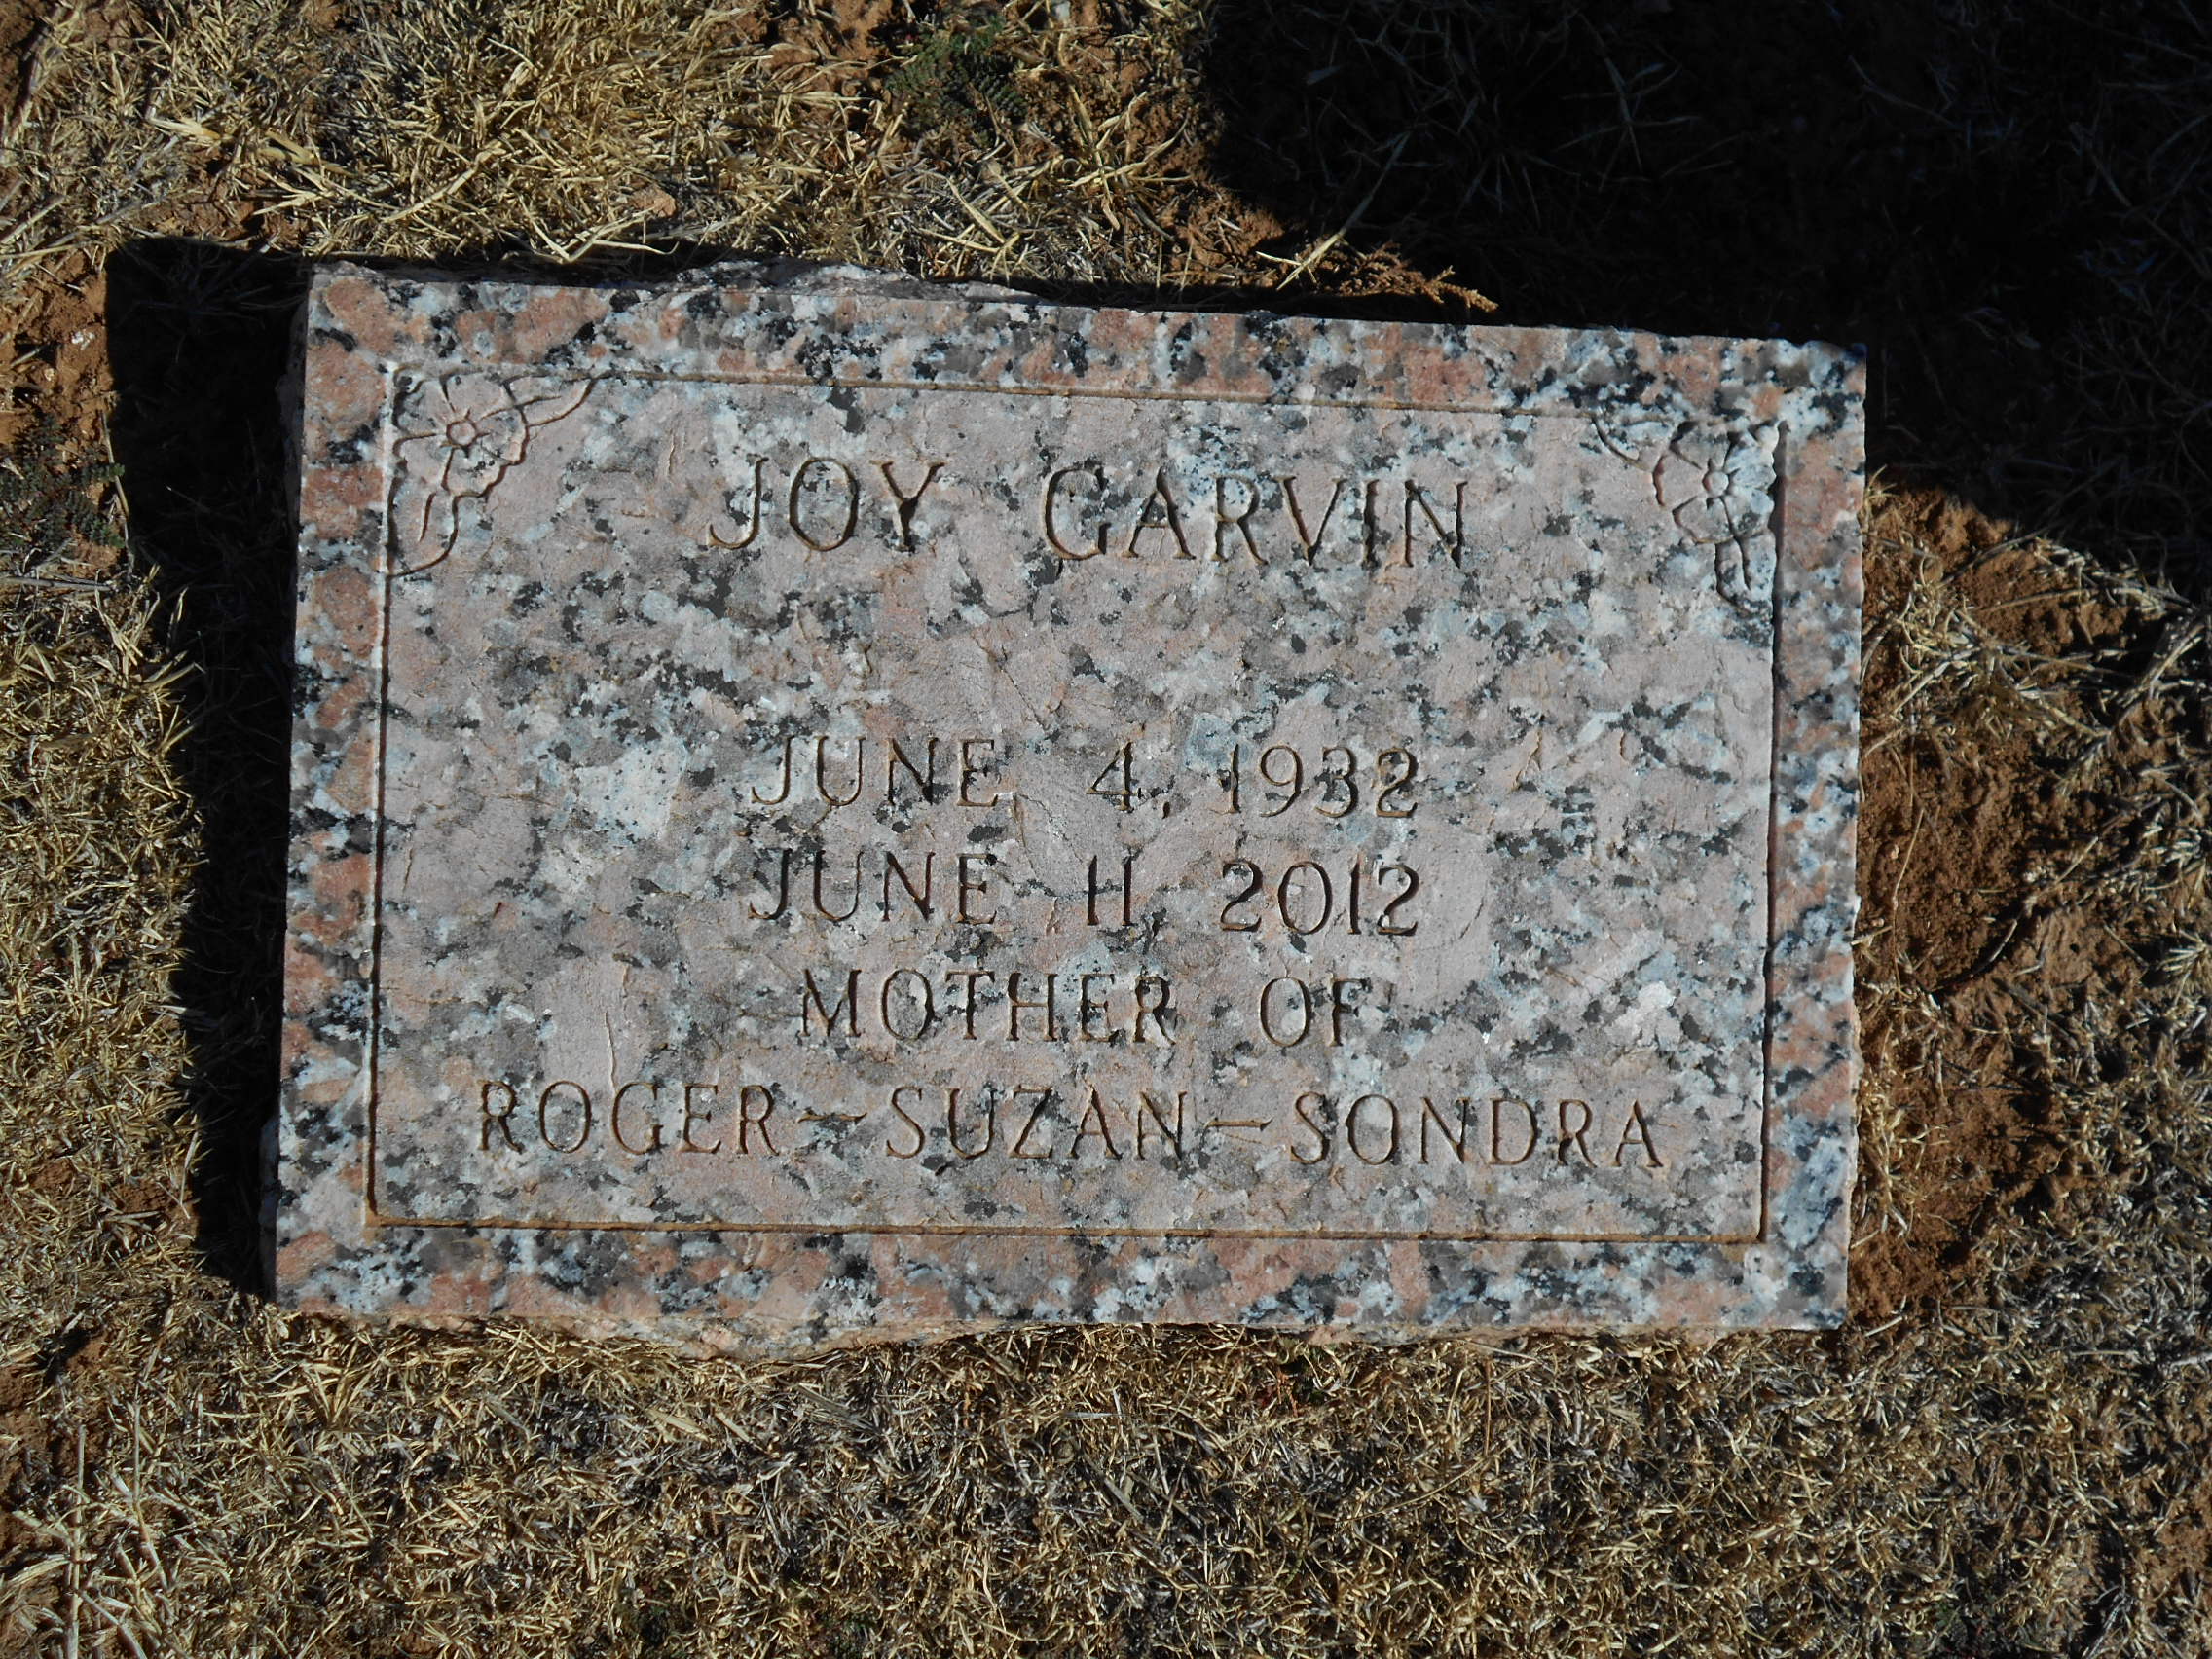 JOY GARVIN
JUNE 4, 1932
JUNE 11, 2012
MOTHER OF
ROGER-SUZAN-SONDRA